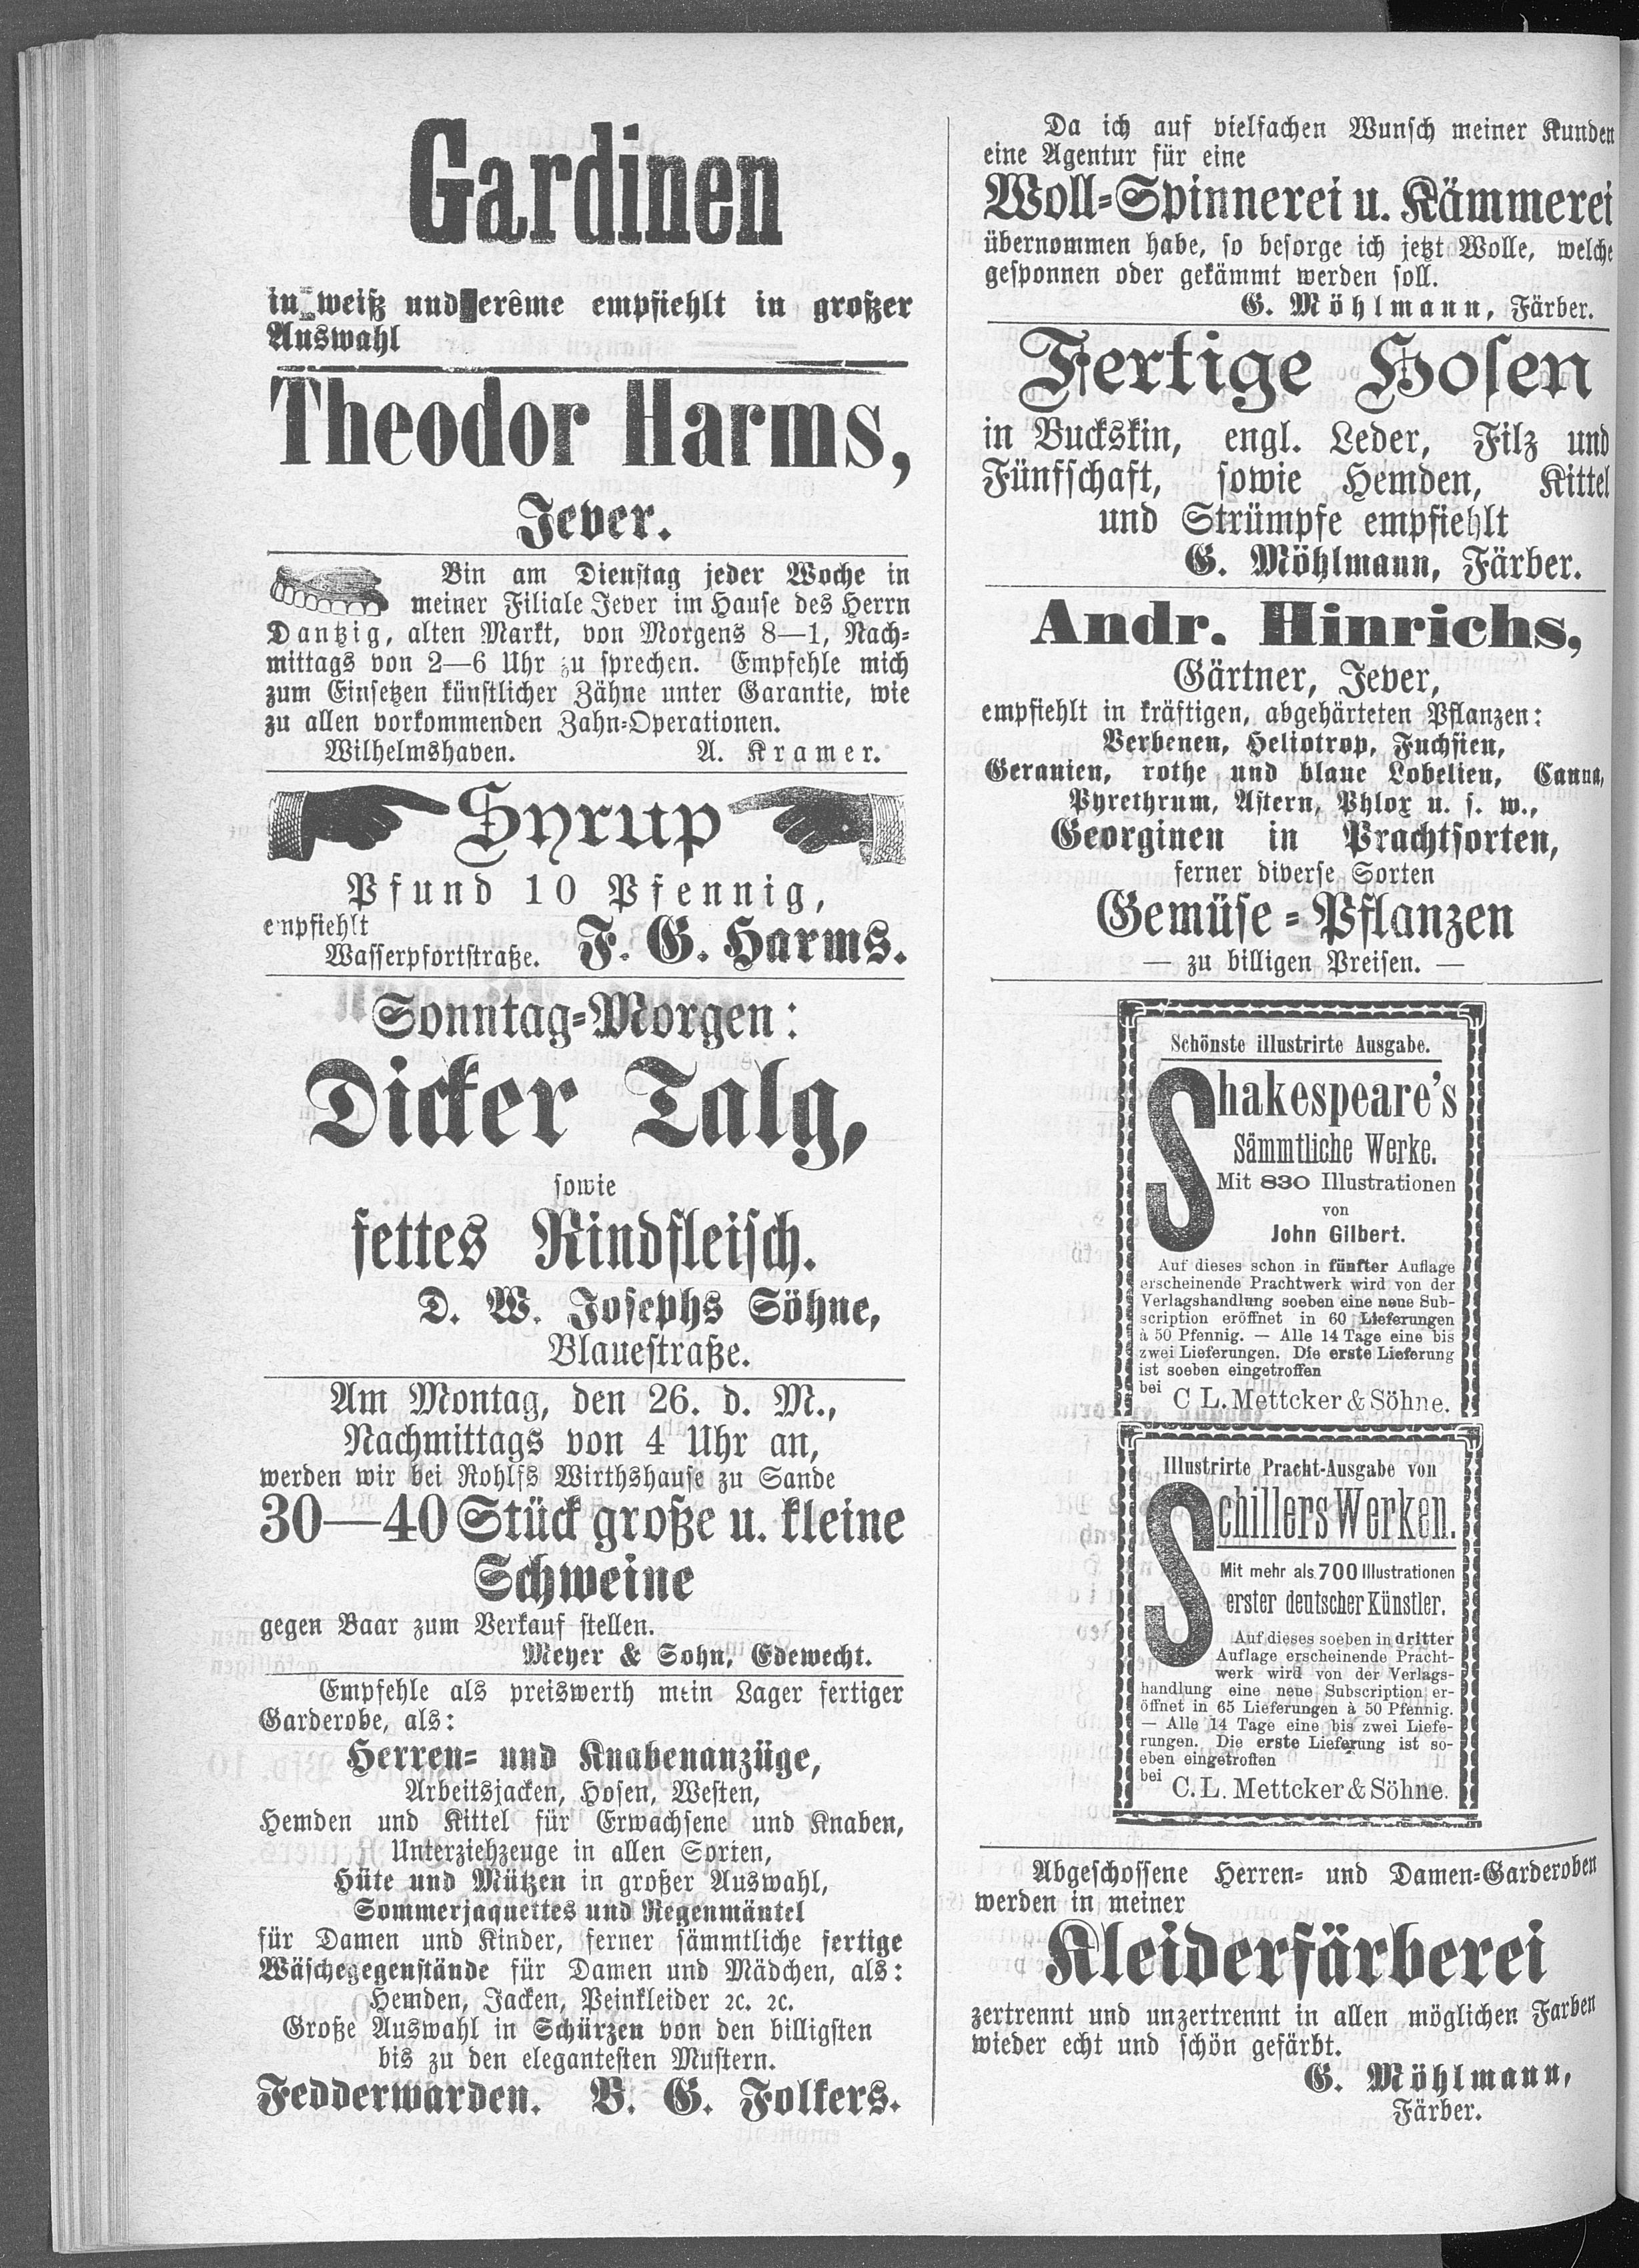 Gardinen
in weiß und erême empfiehlt in großer
Auswahl
Theodor Harms,
Jever.
Bin am Dienstag jeder Woche in
meiner Filiale Jever im Hause des Herrn
Dantzig, alten Markt, von Morgens 8—1, Nach-
mittags von 2—6 Uhr zu sprechen. Empfehle mich
zum Einsetzen künstlicher Zähne unter Garantie, wie
zu allen vorkommenden Zahn-Operationen.
Wilhelmshaven. A. Kramer.
Syrup
Pfund 10 Pfennig,
empfiehlt
Wasserpfortstraße. F. G. Harms.
Sonntag-Morgen:
Dicker Talg,
sowie
fettes Rindfleisch.
D. W. Josephs Söhne,
Blauestraße.
Am Montag, den 26. d. M.,
Nachmittags von 4 Uhr an,
werden wir bei Rohlfs Wirthshause zu Sande
30—40 Stück große u. kleine
Schweine
gegen Baar zum Verkauf stellen.
Meyer & Sohn, Edewecht.
Empfehle als preiswerth mein Lager fertiger
Garderobe, als:
Herren- und Knabenanzüge,
Arbeitsjacken, Hosen, Westen,
Hemden und Kittel für Erwachsene und Knaben,
Unterziehzeuge in allen Sorten,
Hüte und Mützen in großer Auswahl,
Sommerjaquettes und Regenmäntel
für Damen und Kinder, ferner sämmtliche fertige
Wäschegegenstände für Damen und Mädchen, als:
Hemden, Jacken, Beinkleider ꝛc. ꝛc.
Große Auswahl in Schürzen von den billigsten
bis zu den elegantesten Mustern.
Fedderwarden. B. G. Folkers.
Da ich auf vielfachen Wunsch meiner Kunden
eine Agentur für eine
Woll-Spinnerei u. Kämmerei
übernommen habe, so besorge ich jetzt Wolle, welche
gesponnen oder gekämmt werden soll.
G. Möhlmann, Färber.
Fertige Hosen
in Buckskin, engl. Leder, Filz und
Fünfschaft, sowie Hemden, Kittel
und Strümpfe empfiehlt
G. Möhlmann, Färber.
Andr. Hinrichs,
Gärtner, Jever,
empfiehlt in kräftigen, abgehärteten Pflanzen:
Verbenen, Heliotrop, Fuchsien,
Geranien, rothe und blaue Lobelien, Canna,
Pyrethrum, Astern, Phlox u. s. w.,
Georginen in Prachtsorten,
ferner diverse Sorten
Gemüse-Pflanzen
— zu billigen Preisen. —
Schönste illustrirte Ausgabe.
Shakespeare's
Sämmtliche Werke.
Mit 830 Illustrationen
von
John Gilbert.
Auf dieses schon in fünfter Auflage
erscheinende Prachtwerk wird von der
Verlagshandlung soeben eine neue Sub-
scription eröffnet in 60 Lieferungen
à 50 Pfennig. — Alle 14 Tage eine bis
zwei Lieferungen. Die erste Lieferung
ist soeben eingetroffen
bei C L. Mettcker & Söhne.
Illustrirte Pracht-Ausgabe von
Schillers Werken.
Mit mehr als 700 Illustrationen
erster deutscher Künstler.
Auf dieses soeben in dritter
Auflage erscheinende Pracht-
werk wird von der Verlags-
handlung eine neue Subscription er-
öffnet in 65 Lieferungen à 50 Pfennig.
— Alle 14 Tage eine bis zwei Liefe-
rungen. Die erste Lieferung ist so-
eben eingetroffen
bei C. L. Mettcker & Söhne.
Abgeschossene Herren- und Damen-Garderoben
werden in meiner
Kleiderfärberei
zertrennt und unzertrennt in allen möglichen Farben
wieder echt und schön gefärbt.
G. Möhlmann,
Färber.